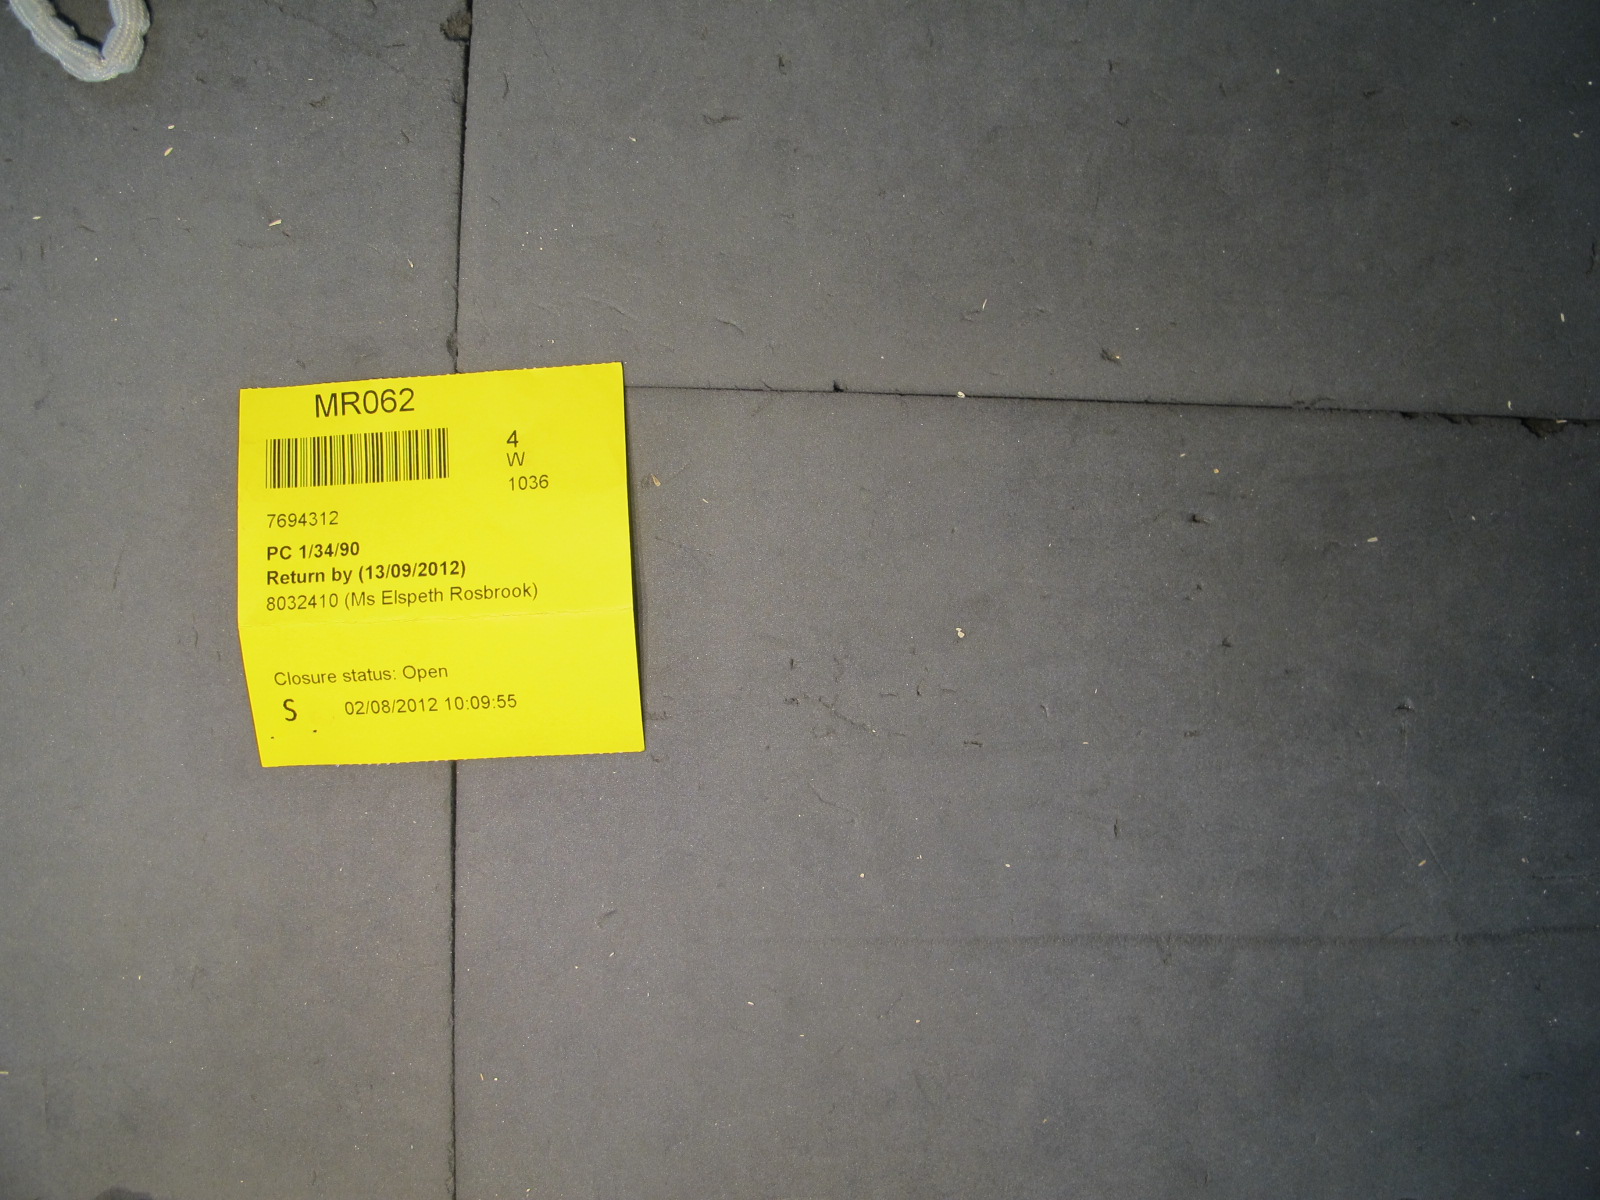 MR062
4
W
1036
7694312
PC 1/34/90
Return by (13/09/2012)
8032410 (Ms Elspeth Rosbrook)
Closure status: Open
S 02/08/2012 10:09:55